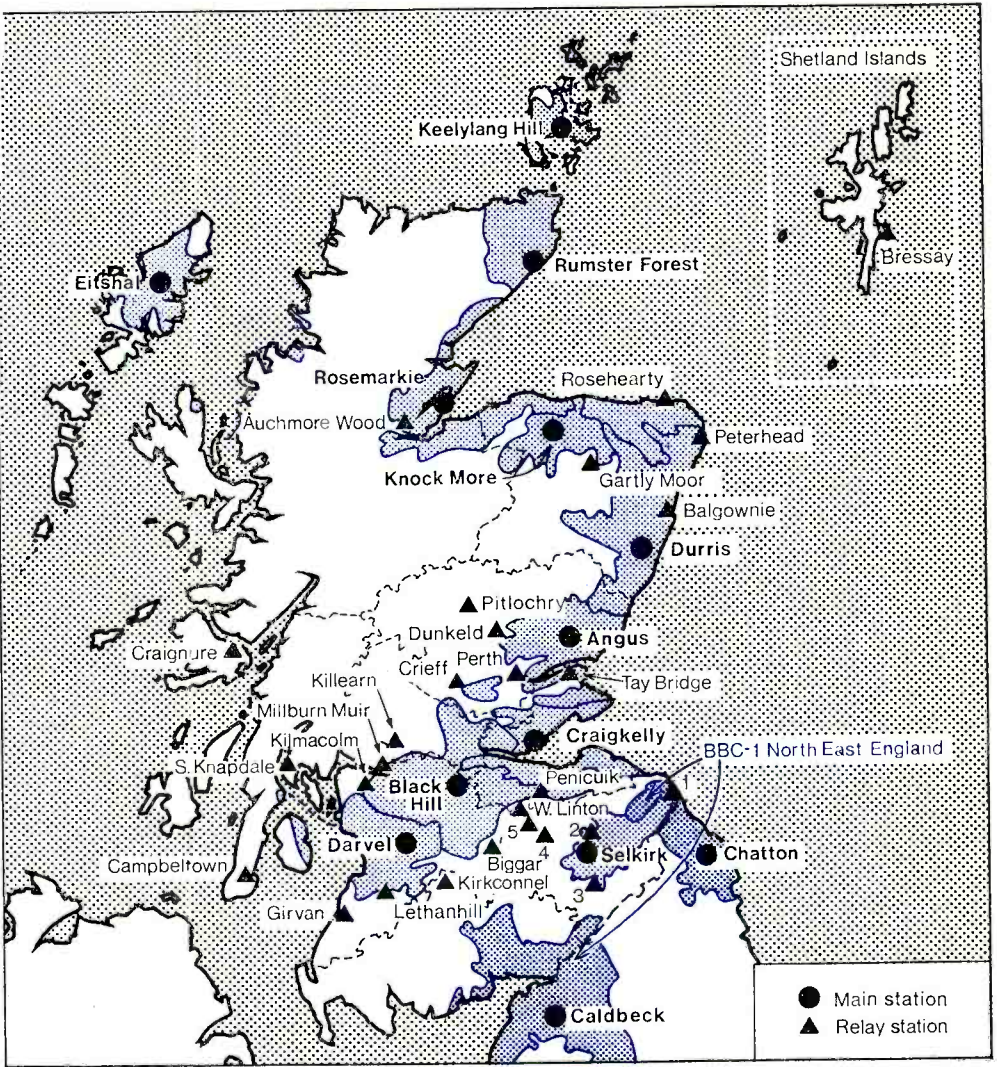 Shetland Islands
Keelylang Hill
Bressay
Rumster Forest
Eitshal
Rosemarkie
Rosehearty
Auchmore Wood
Peterhead
Knock More
Gartly Moor
Balgownie
Durris
Pitlochry
Dunkeld
Angus
Craignure
Crieff
Perth
Killearn
Tay Bridge
Millburn Muir
Kilmacolm
Craigkelly
BBC-1 North East England
S. Knapdale
Penicuik
1
Black
Hill
W. Linton
5
4
2
Darvel
Selkirk
Chatton
Biggar
Campbeltown
Kirkconnel
3
Girvan
Lethanhill
Caldbeck
Main station
Relay station